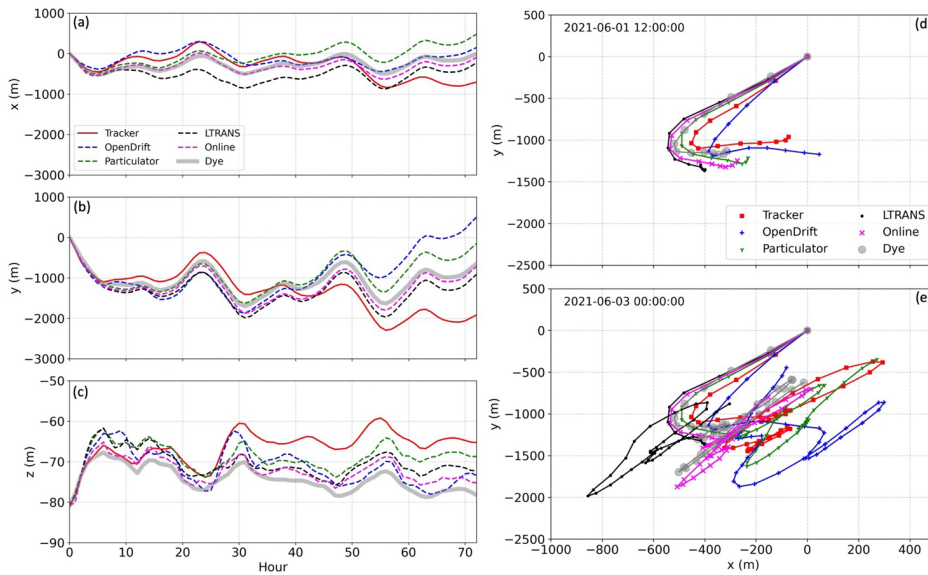 (a)
1000
0
−1000
−2000
−3000
x (m)
Tracker
OpenDrift
Particulator
LTRANS
Online
Dye
(b)
1000
0
−1000
−2000
−3000
y (m)
(c)
−50
−60
−70
−80
−90
z (m)
0 10 20 30 40 50 60 70
Hour
(d)
2021-06-01 12:00:00
500
0
−500
−1000
−1500
−2000
−2500
y (m)
Tracker
OpenDrift
Particulator
LTRANS
Online
Dye
(e)
2021-06-03 00:00:00
500
0
−500
−1000
−1500
−2000
−2500
y (m)
−1000 −800 −600 −400 −200 0 200 400
x (m)